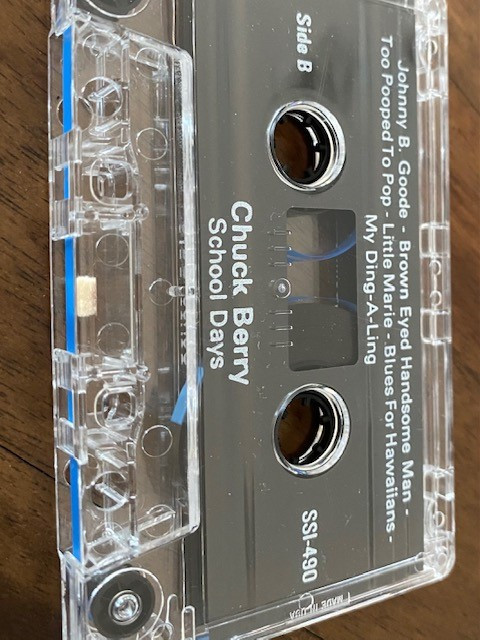 Johnny B. Goode - Brown Eyed Handsome Man -
Too Pooped To Pop - Little Marie - Blues For Hawaiians -
My Ding-A-Ling
Side B
SSI-490
Chuck Berry
School Days
MADE IN USA